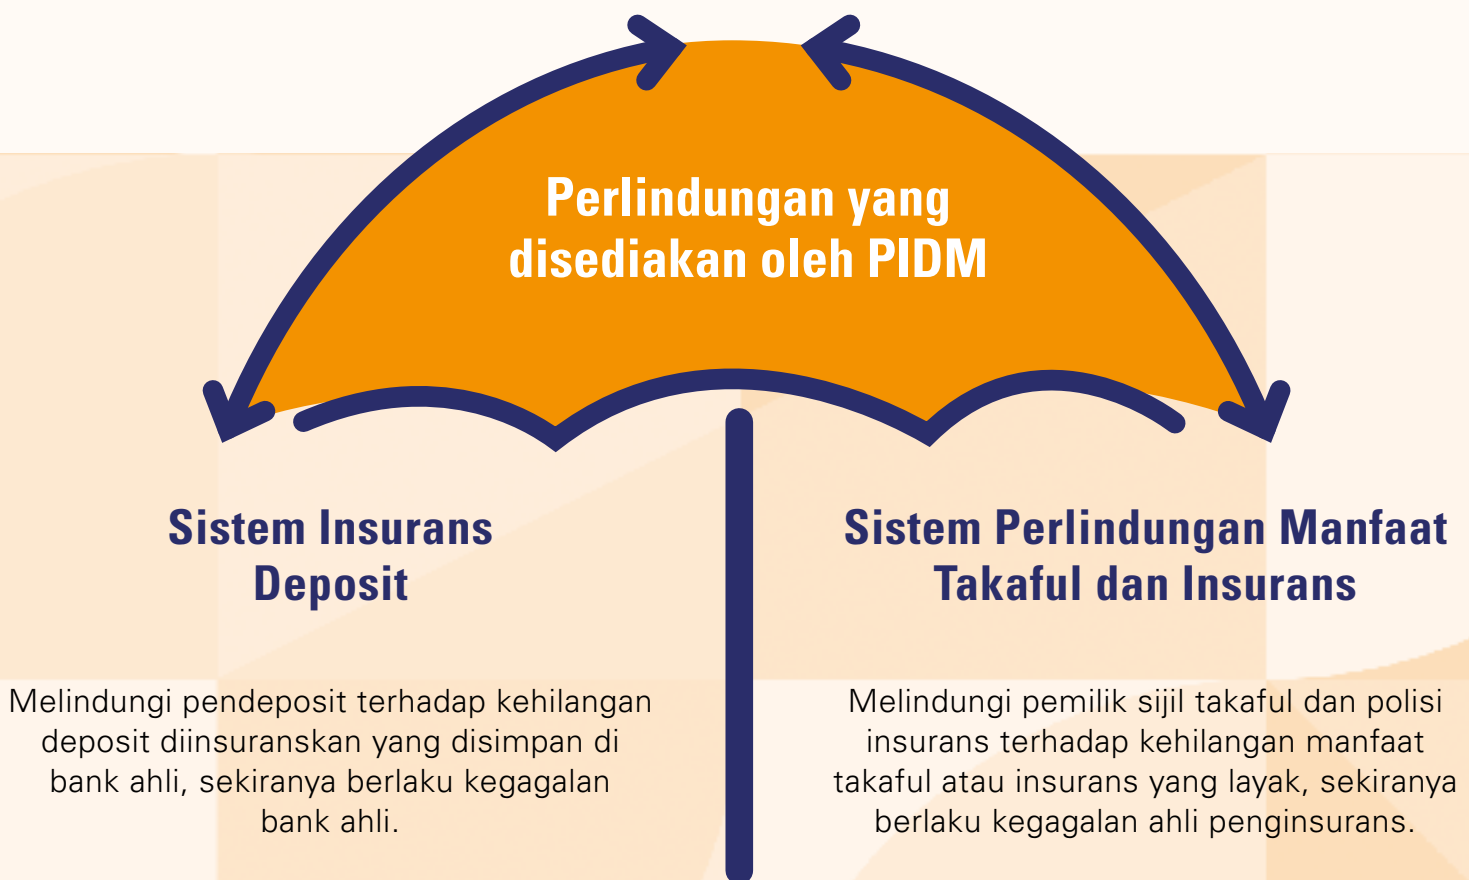 Perlindungan yang
disediakan oleh PIDM
Sistem Insurans
Deposit
Melindungi pendeposit terhadap kehilangan
deposit diinsuranskan yang disimpan di
bank ahli, sekiranya berlaku kegagalan
bank ahli.
Sistem Perlindungan Manfaat
Takaful dan Insurans
Melindungi pemilik sijil takaful dan polisi
insurans terhadap kehilangan manfaat
takaful atau insurans yang layak, sekiranya
berlaku kegagalan ahli penginsurans.